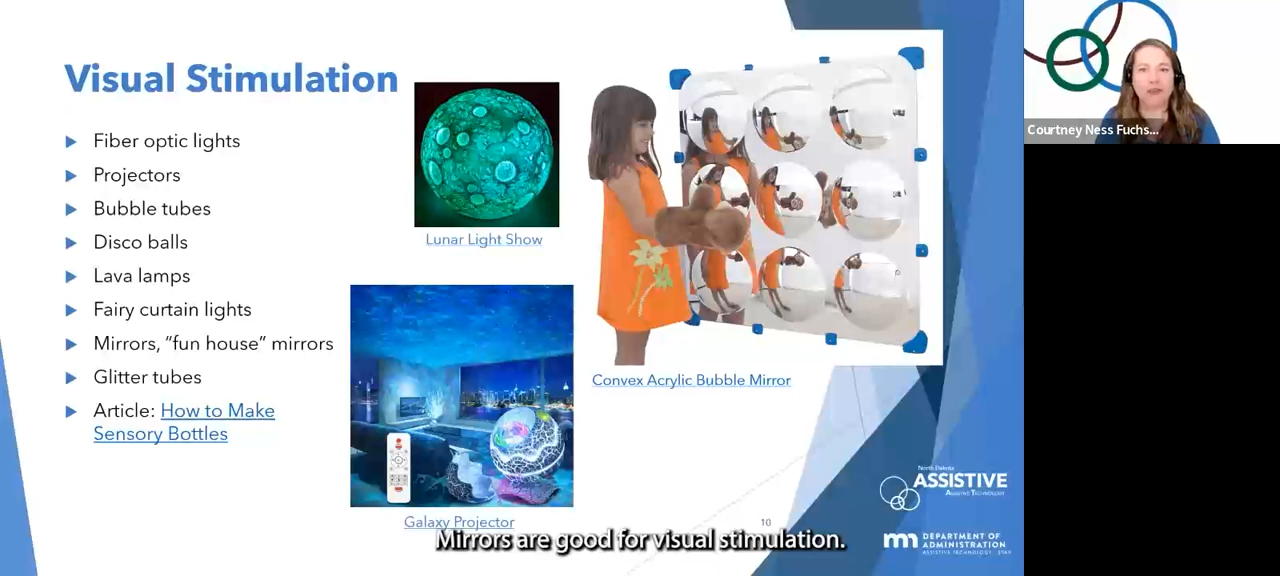 Visual Stimulation
Fiber optic lights
Projectors
Bubble tubes
Disco balls
Lava lamps
Fairy curtain lights
Mirrors, “fun house” mirrors
Glitter tubes
Article: How to Make
Sensory Bottles
Lunar Light Show
Galaxy Projector
Convex Acrylic Bubble Mirror
10
North Dakota
ASSISTIVE
ASSISTIVE TECHNOLOGY
DEPARTMENT OF
ADMINISTRATION
ASSISTIVE TECHNOLOGY
Courtney Ness Fuchs...
Mirrors are good for visual stimulation.